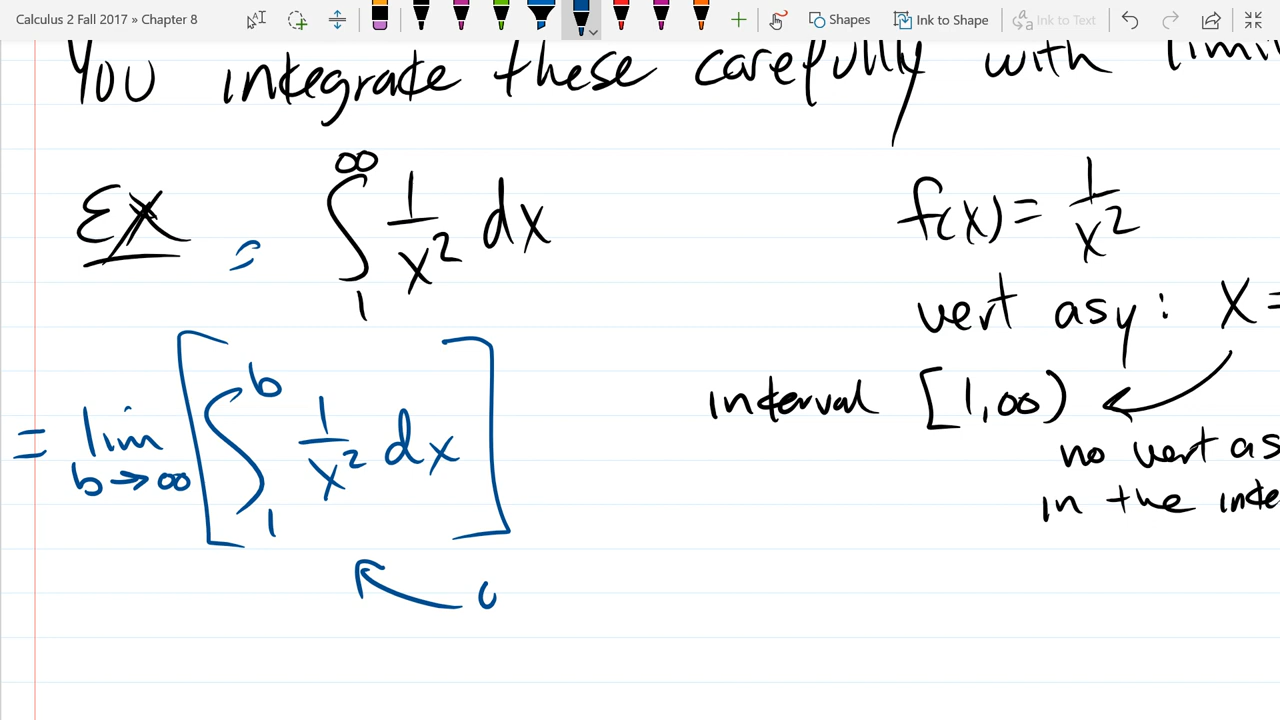 Calculus 2 Fall 2017 » Chapter 8
Shapes
Ink to Shape
Ink to Text
You integrate these carefully with limi
Ex = ∫₁^∞ 1/x² dx
= lim b→∞ [∫₁^b 1/x² dx]
f(x) = 1/x²
vert asy: x =
interval [1,∞)
no vert as
in the inte